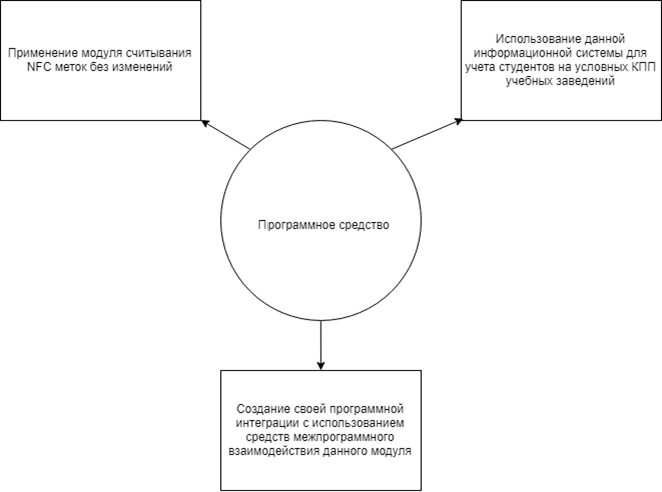 Применение модуля считывания
NFC меток без изменений
Использование данной
информационной системы для
учета студентов на условных КПП
учебных заведений
Программное средство
Создание своей программной
интеграции с использованием
средств межпрограммного
взаимодействия данного модуля